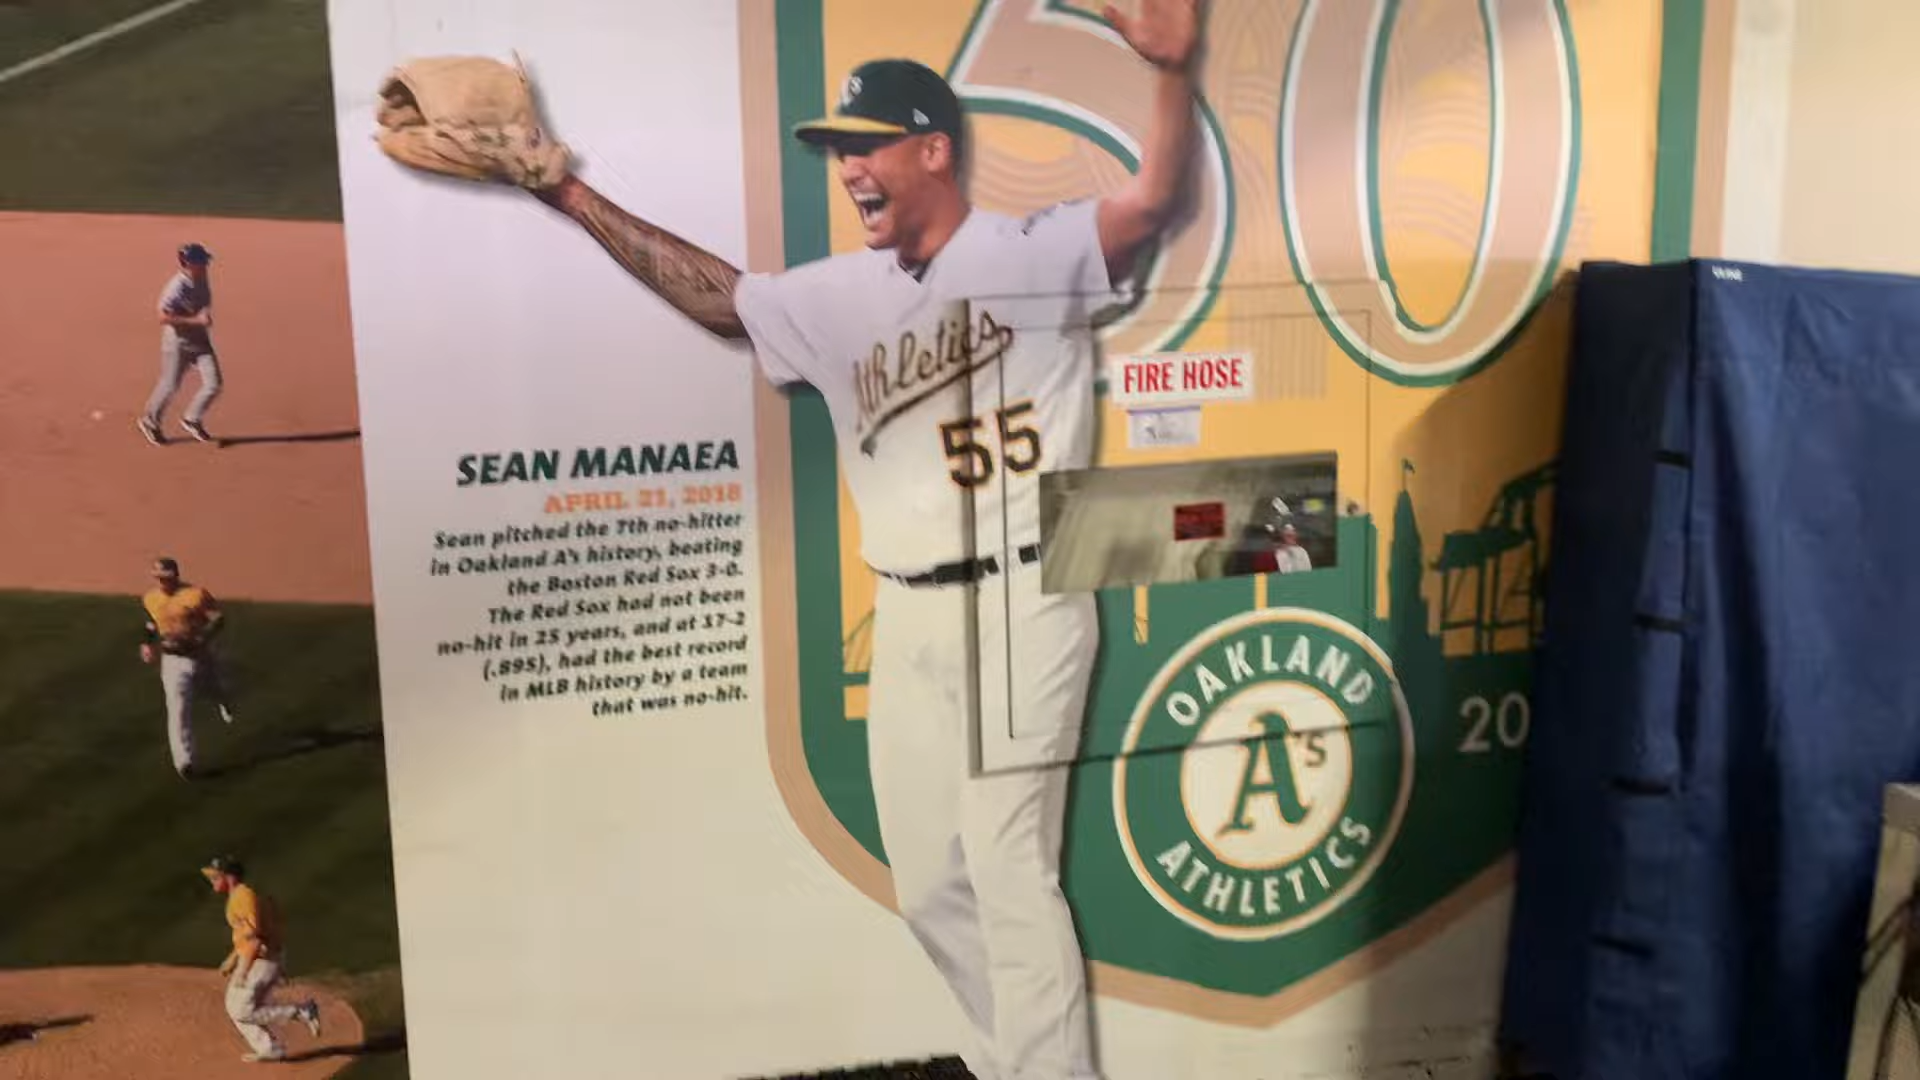 50
A's
Athletics
55
FIRE HOSE
SEAN MANAEA
APRIL 21, 2018
Sean pitched the 7th no-hitter
in Oakland A's history, beating
the Boston Red Sox 3-0.
The Red Sox had not been
no-hit in 25 years, and at 17-2
(.895), had the best record
in MLB history by a team
that was no-hit.
OAKLAND
A's
ATHLETICS
20